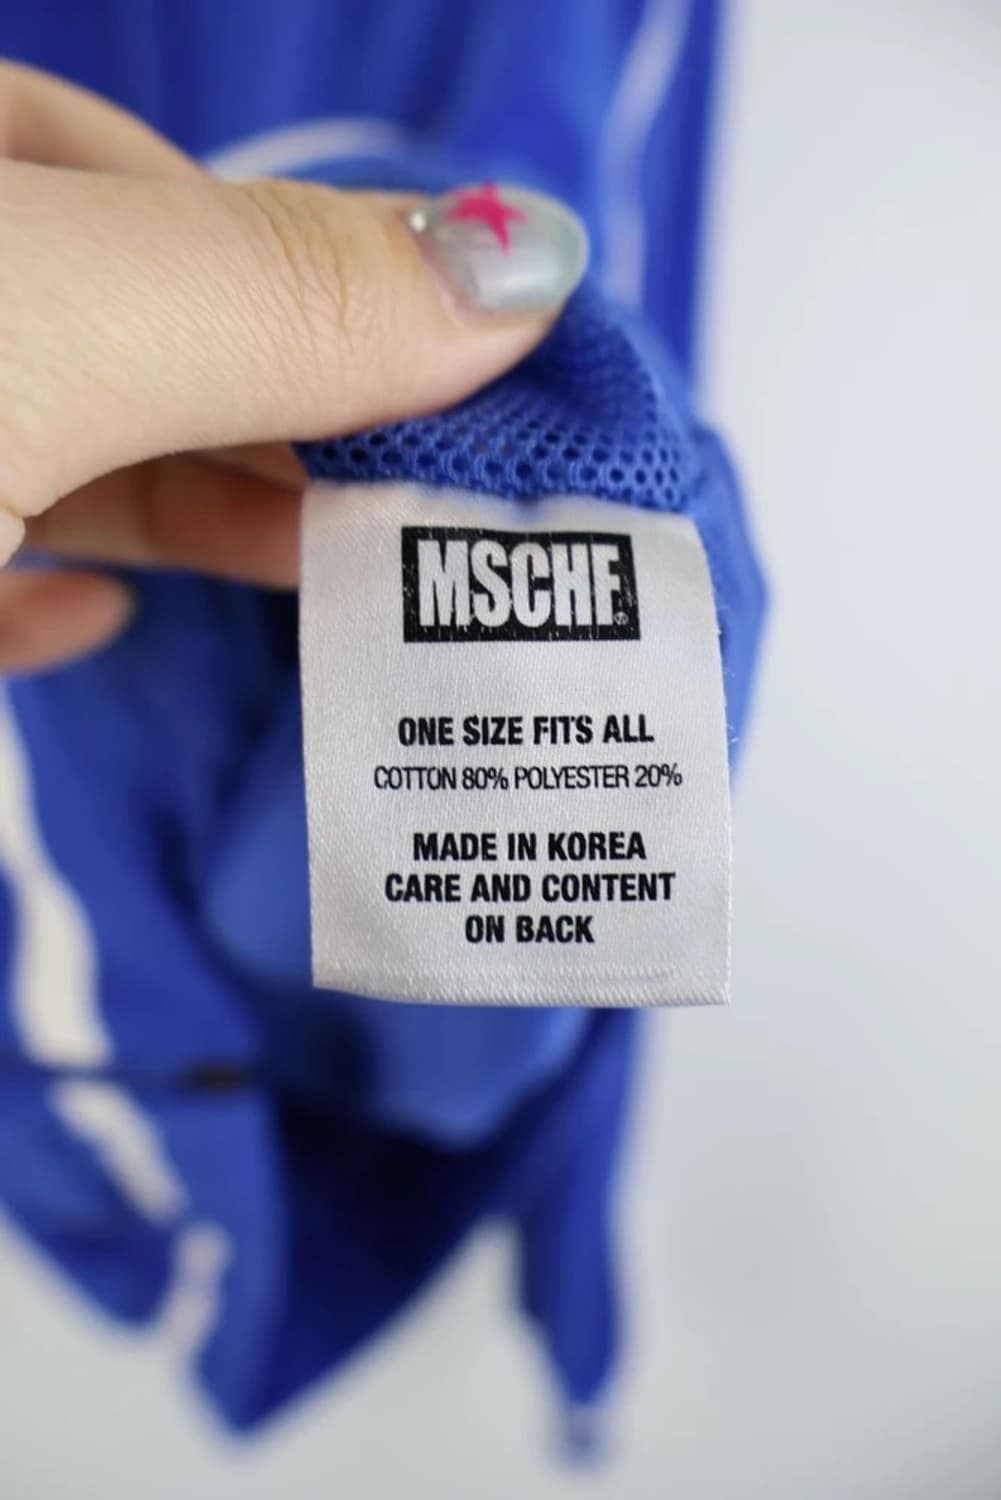 MSCHF®
ONE SIZE FITS ALL
COTTON 80% POLYESTER 20%
MADE IN KOREA
CARE AND CONTENT
ON BACK